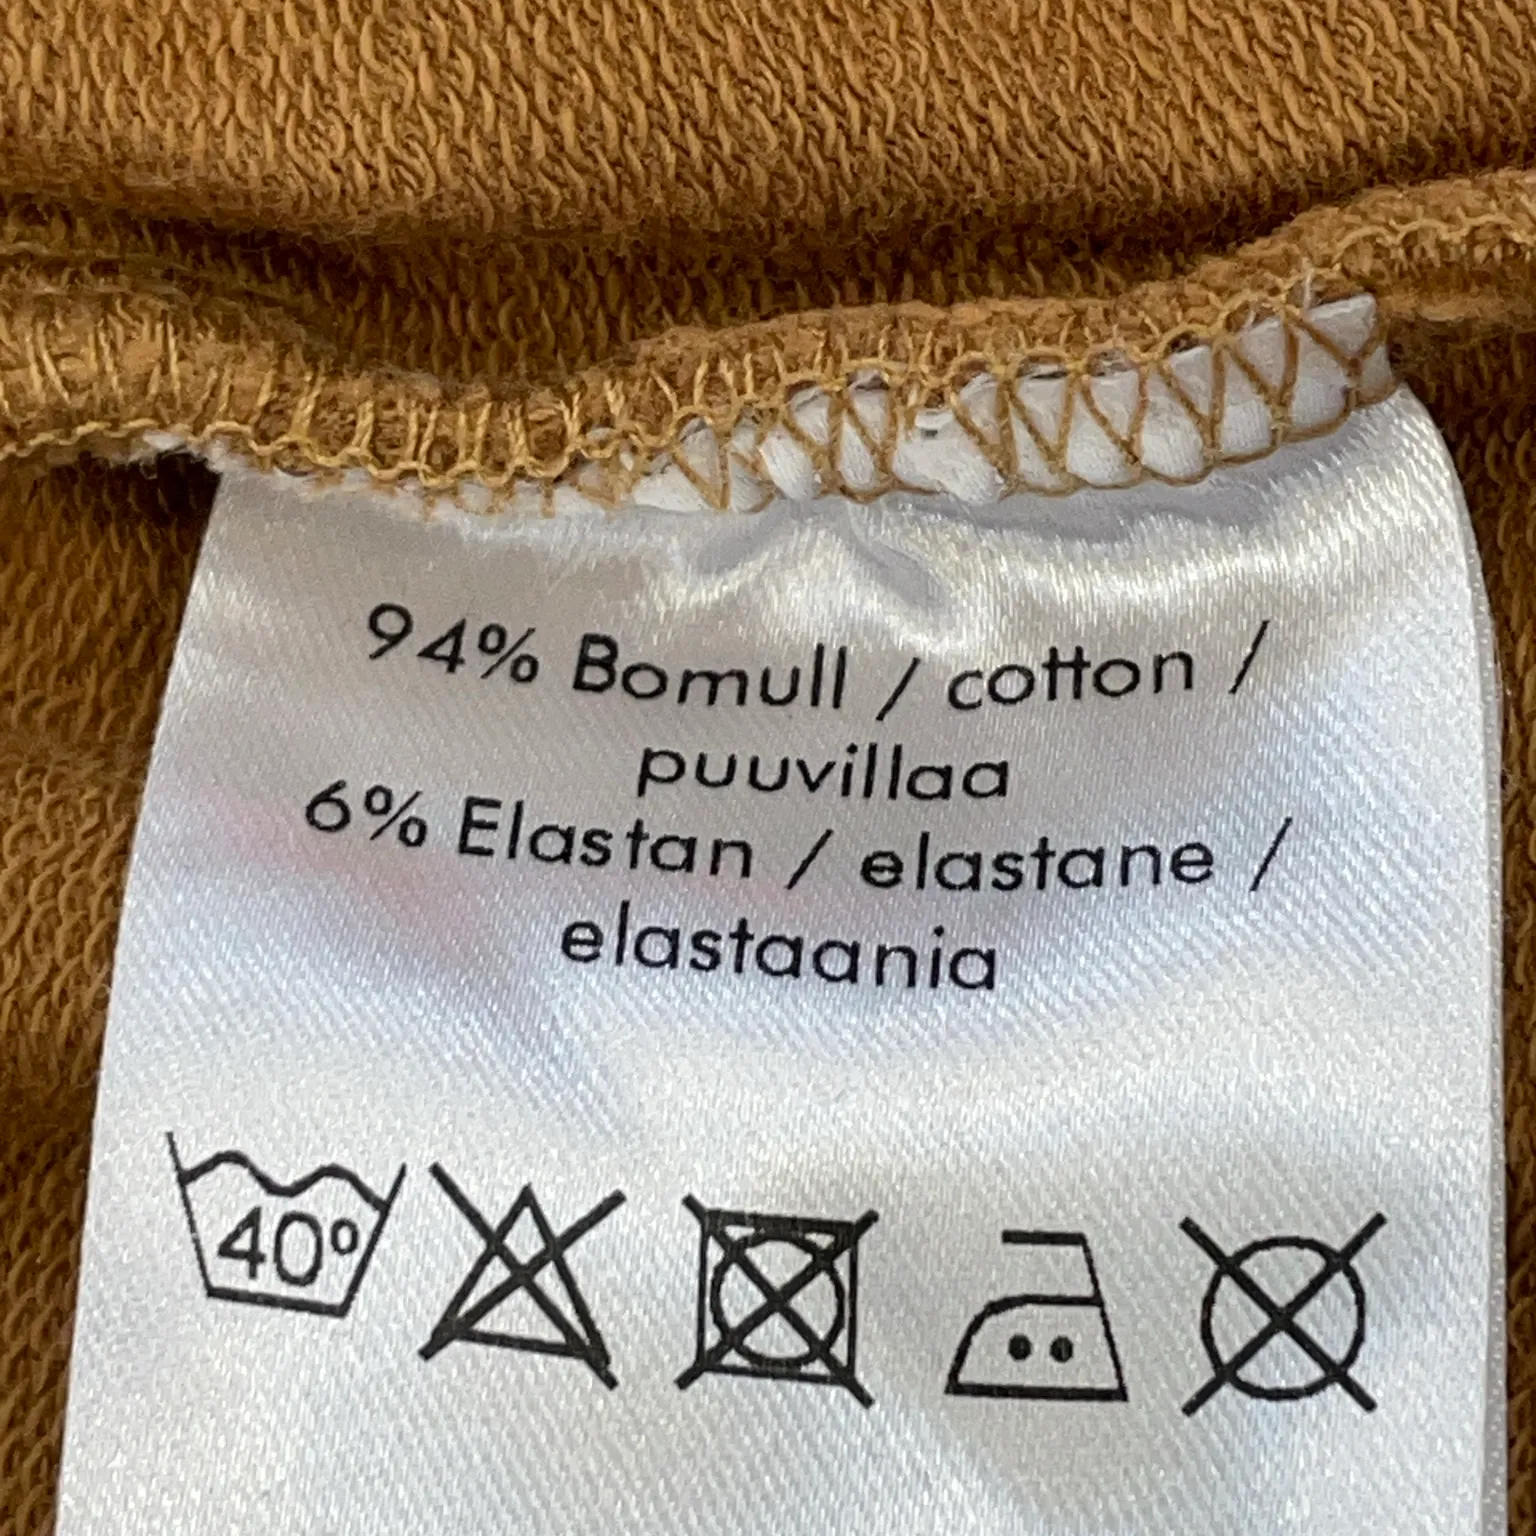 94% Bomull / cotton /
puuvillaa
6% Elastan / elastane /
elastaania
40°